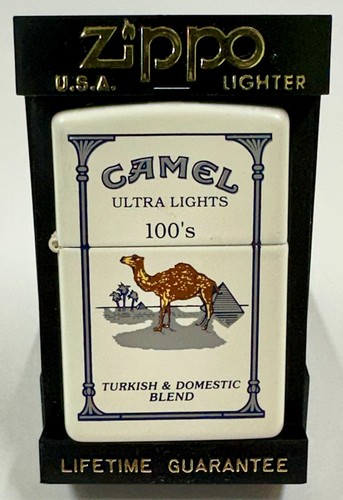 zippo
U.S.A. LIGHTER
CAMEL
ULTRA LIGHTS
100's
TURKISH & DOMESTIC
BLEND
LIFETIME GUARANTEE